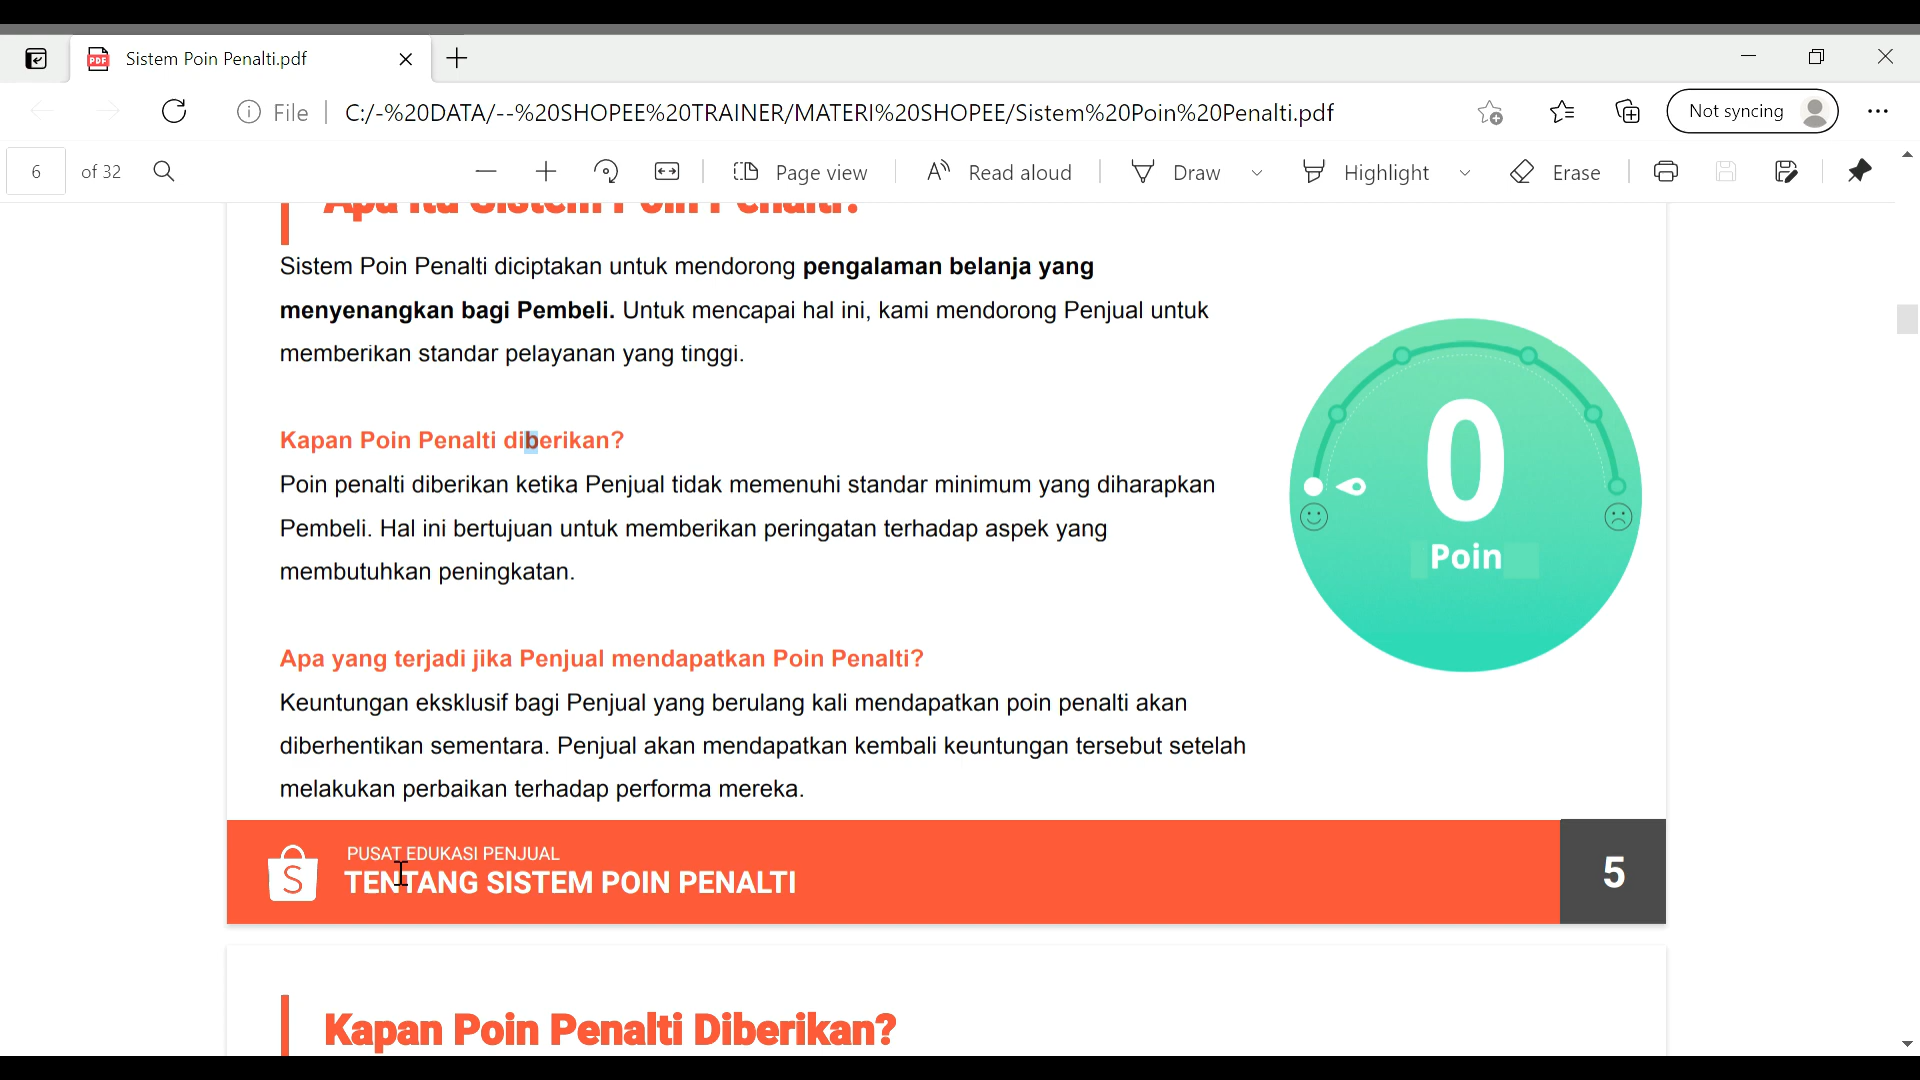 Sistem Poin Penalti.pdf
File
C:/-%20DATA/--%20SHOPEE%20TRAINER/MATERI%20SHOPEE/Sistem%20Poin%20Penalti.pdf
Not syncing
6 of 32
Page view
Read aloud
Draw
Highlight
Erase
Apa Itu Sistem Poin Penalti?
Sistem Poin Penalti diciptakan untuk mendorong pengalaman belanja yang
menyenangkan bagi Pembeli. Untuk mencapai hal ini, kami mendorong Penjual untuk
memberikan standar pelayanan yang tinggi.
Kapan Poin Penalti diberikan?
Poin penalti diberikan ketika Penjual tidak memenuhi standar minimum yang diharapkan
Pembeli. Hal ini bertujuan untuk memberikan peringatan terhadap aspek yang
membutuhkan peningkatan.
Apa yang terjadi jika Penjual mendapatkan Poin Penalti?
Keuntungan eksklusif bagi Penjual yang berulang kali mendapatkan poin penalti akan
diberhentikan sementara. Penjual akan mendapatkan kembali keuntungan tersebut setelah
melakukan perbaikan terhadap performa mereka.
0
Poin
PUSAT EDUKASI PENJUAL
TENTANG SISTEM POIN PENALTI
5
Kapan Poin Penalti Diberikan?